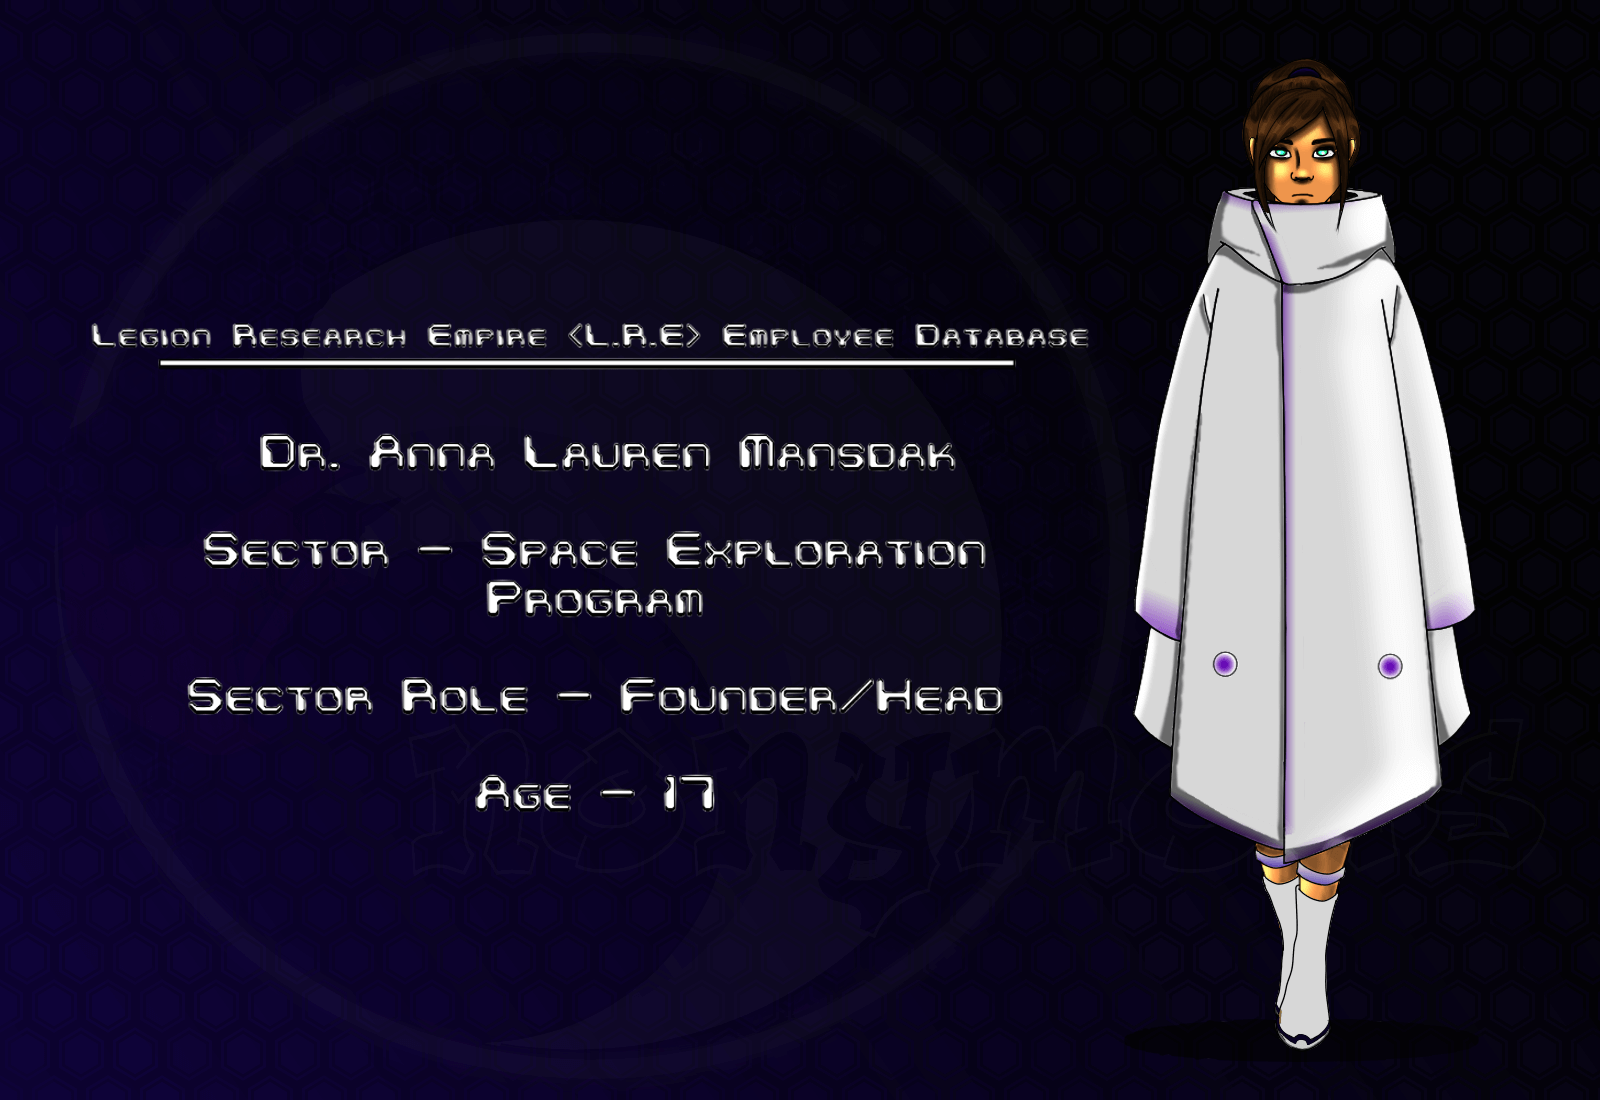 Legion Research Empire <L.R.E> Employee Database
Dr. Anna Lauren Mansdak
Sector - Space Exploration
Program
Sector Role - Founder/Head
Age - 17
nonymous